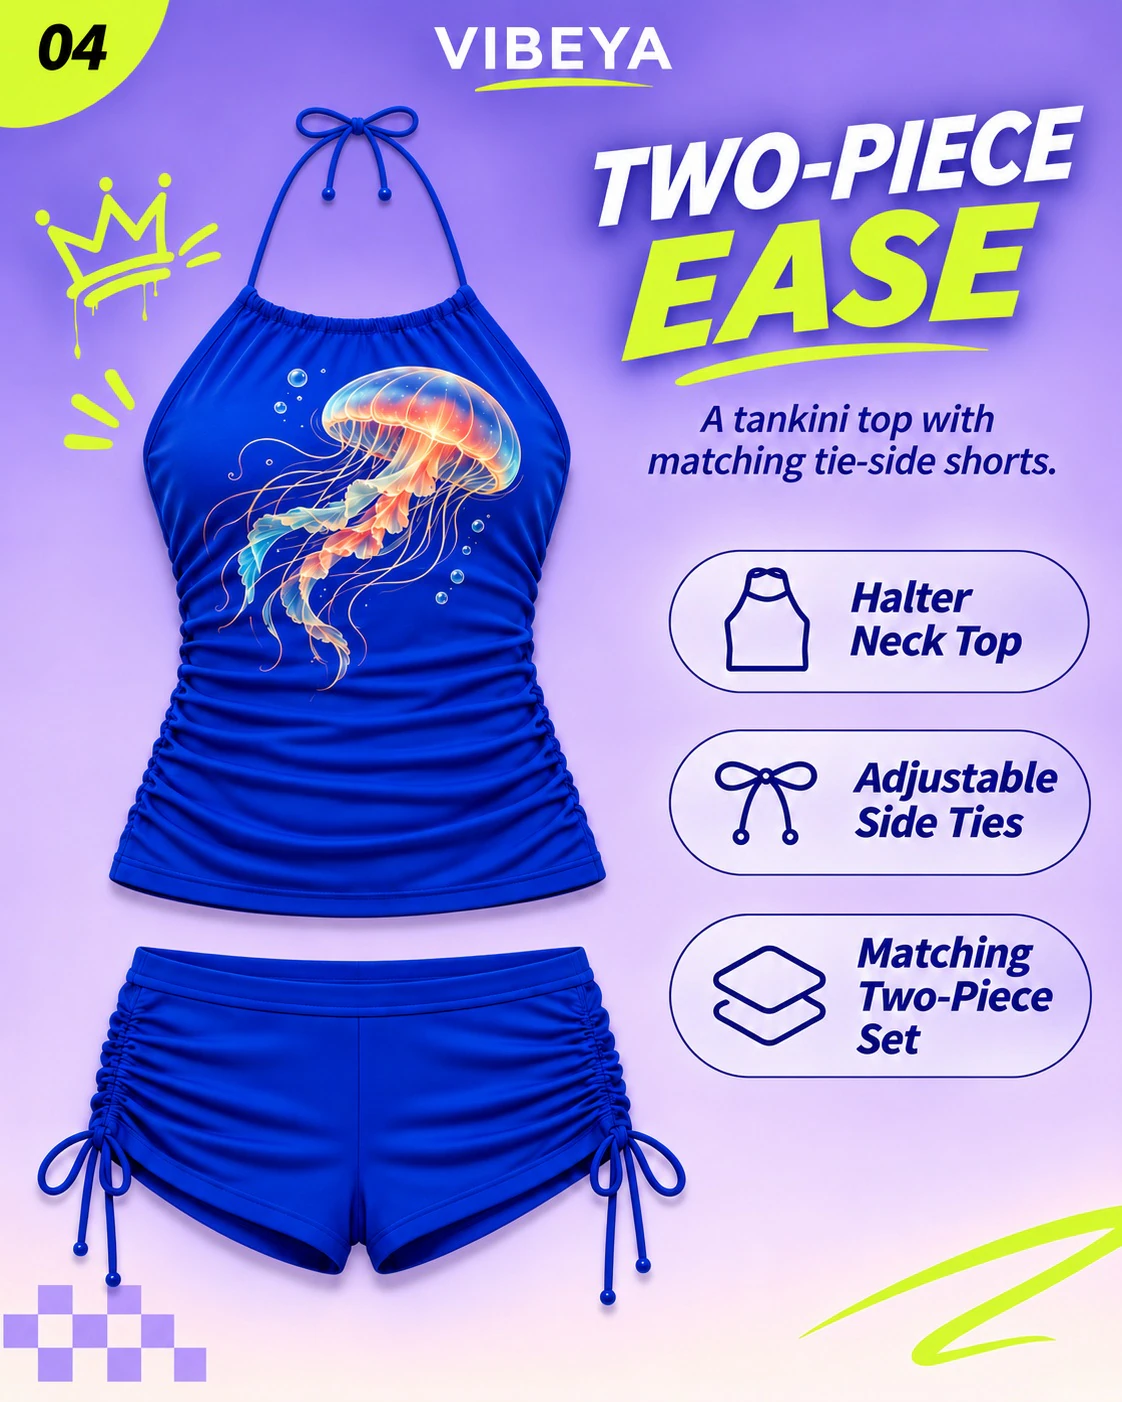 04
VIBEYA
TWO-PIECE
EASE
A tankini top with
matching tie-side shorts.
Halter
Neck Top
Adjustable
Side Ties
Matching
Two-Piece
Set